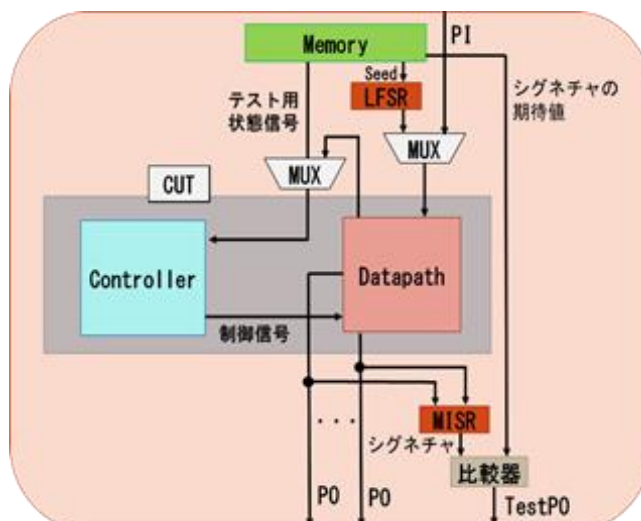 Memory
PI
Seed
LFSR
シグネチャの
期待値
テスト用
状態信号
MUX
MUX
CUT
Controller
Datapath
制御信号
MISR
...
シグネチャ
比較器
PO
PO
TestPO